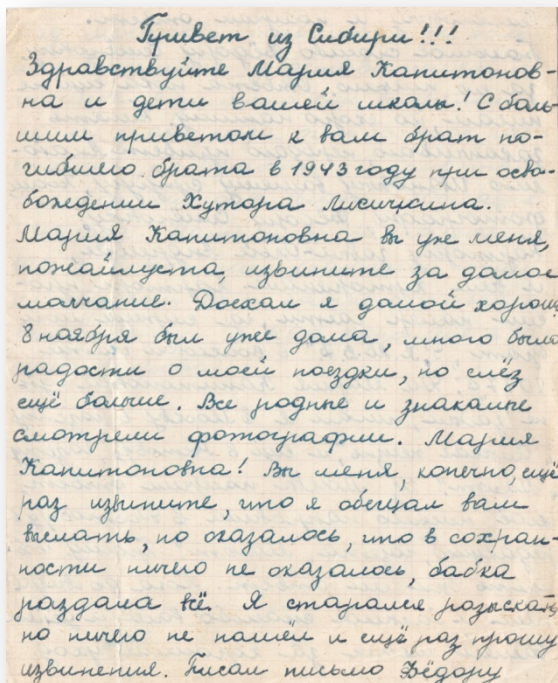 Привет из Сибири!!!
Здравствуйте Мария Капитонов-
на и дети вашей школы! С боль-
шим приветом к вам брат по-
гибшего брата в 1943 году при осво-
бождении Хутора Лисичкина.
Мария Капитоновна вы уже меня,
пожайлуста, извините за долгое
молчание. Доехал я домой хорошо
8 ноября был уже дома, много было
радости о моей поездки, но слёз
ещё больше. Все родные и знакомые
смотрели фотографии. Мария
Капитоновна! Вы меня, конечно, ещё
раз извините, что я обещал вам
выслать, но оказалось, что в сохран-
ности ничего не оказалось, бабка
раздала всё. Я старался разыскать,
но ничего не нашёл и ещё раз прошу
извинения. Писал письмо Фёдору